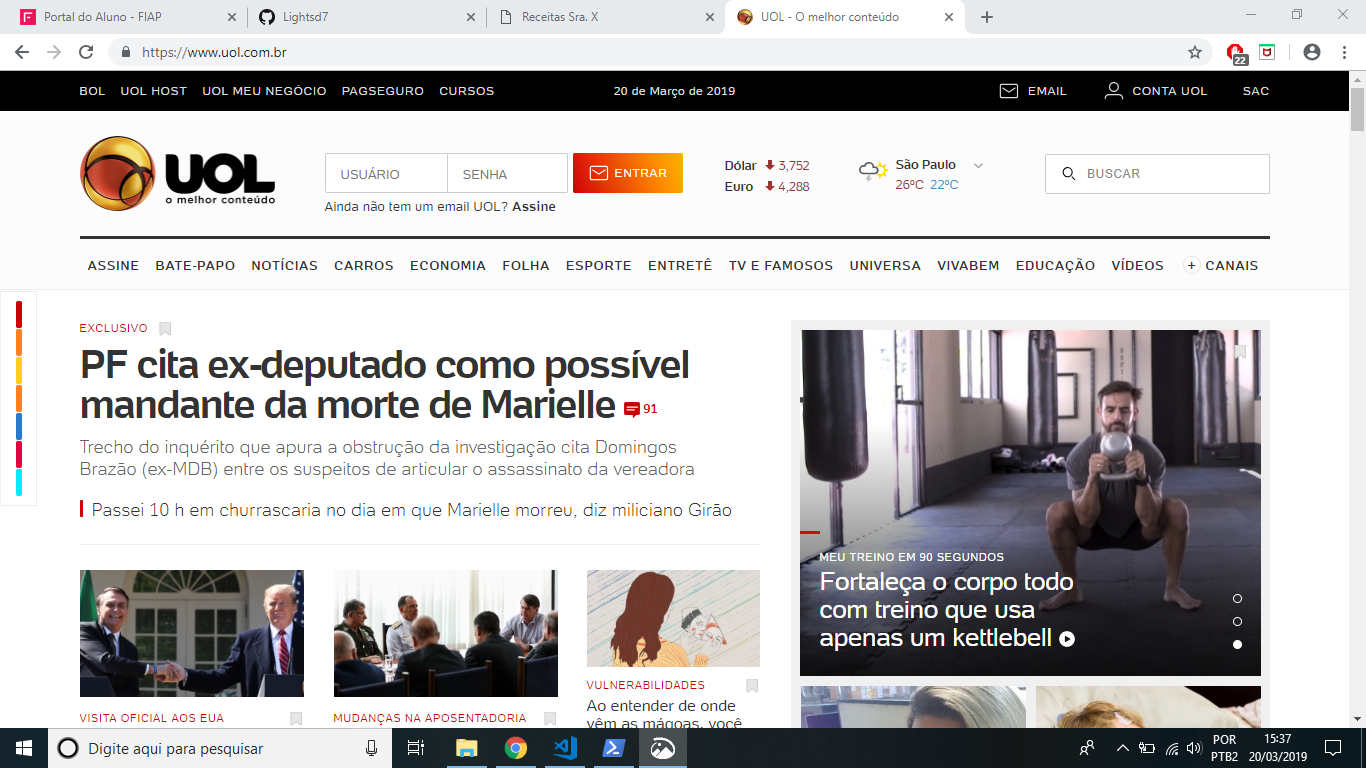 Portal do Aluno - FIAP
Lightsd7
Receitas Sra. X
UOL - O melhor conteúdo
https://www.uol.com.br
22
BOL UOL HOST UOL MEU NEGÓCIO PAGSEGURO CURSOS
20 de Março de 2019
EMAIL CONTA UOL SAC
UOL
o melhor conteúdo
USUÁRIO SENHA ENTRAR
Ainda não tem um email UOL? Assine
Dólar 3,752
Euro 4,288
São Paulo
26ºC 22ºC
BUSCAR
ASSINE BATE-PAPO NOTÍCIAS CARROS ECONOMIA FOLHA ESPORTE ENTRETÊ TV E FAMOSOS UNIVERSA VIVABEM EDUCAÇÃO VÍDEOS + CANAIS
EXCLUSIVO
PF cita ex-deputado como possível
mandante da morte de Marielle 91
Trecho do inquérito que apura a obstrução da investigação cita Domingos
Brazão (ex-MDB) entre os suspeitos de articular o assassinato da vereadora
Passei 10 h em churrascaria no dia em que Marielle morreu, diz miliciano Girão
MEU TREINO EM 90 SEGUNDOS
Fortaleça o corpo todo
com treino que usa
apenas um kettlebell
VISITA OFICIAL AOS EUA
MUDANÇAS NA APOSENTADORIA
VULNERABILIDADES
Ao entender de onde
vêm as mágoas, você
Digite aqui para pesquisar
POR
PTB2
15:37
20/03/2019